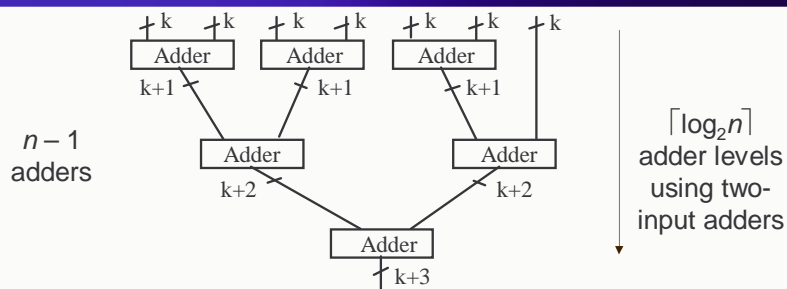 k k k k k k k
Adder Adder Adder
k+1 k+1 k+1
n – 1
adders
⌈log₂n⌉
adder levels
using two-
input adders
Adder Adder
k+2 k+2
Adder
k+3